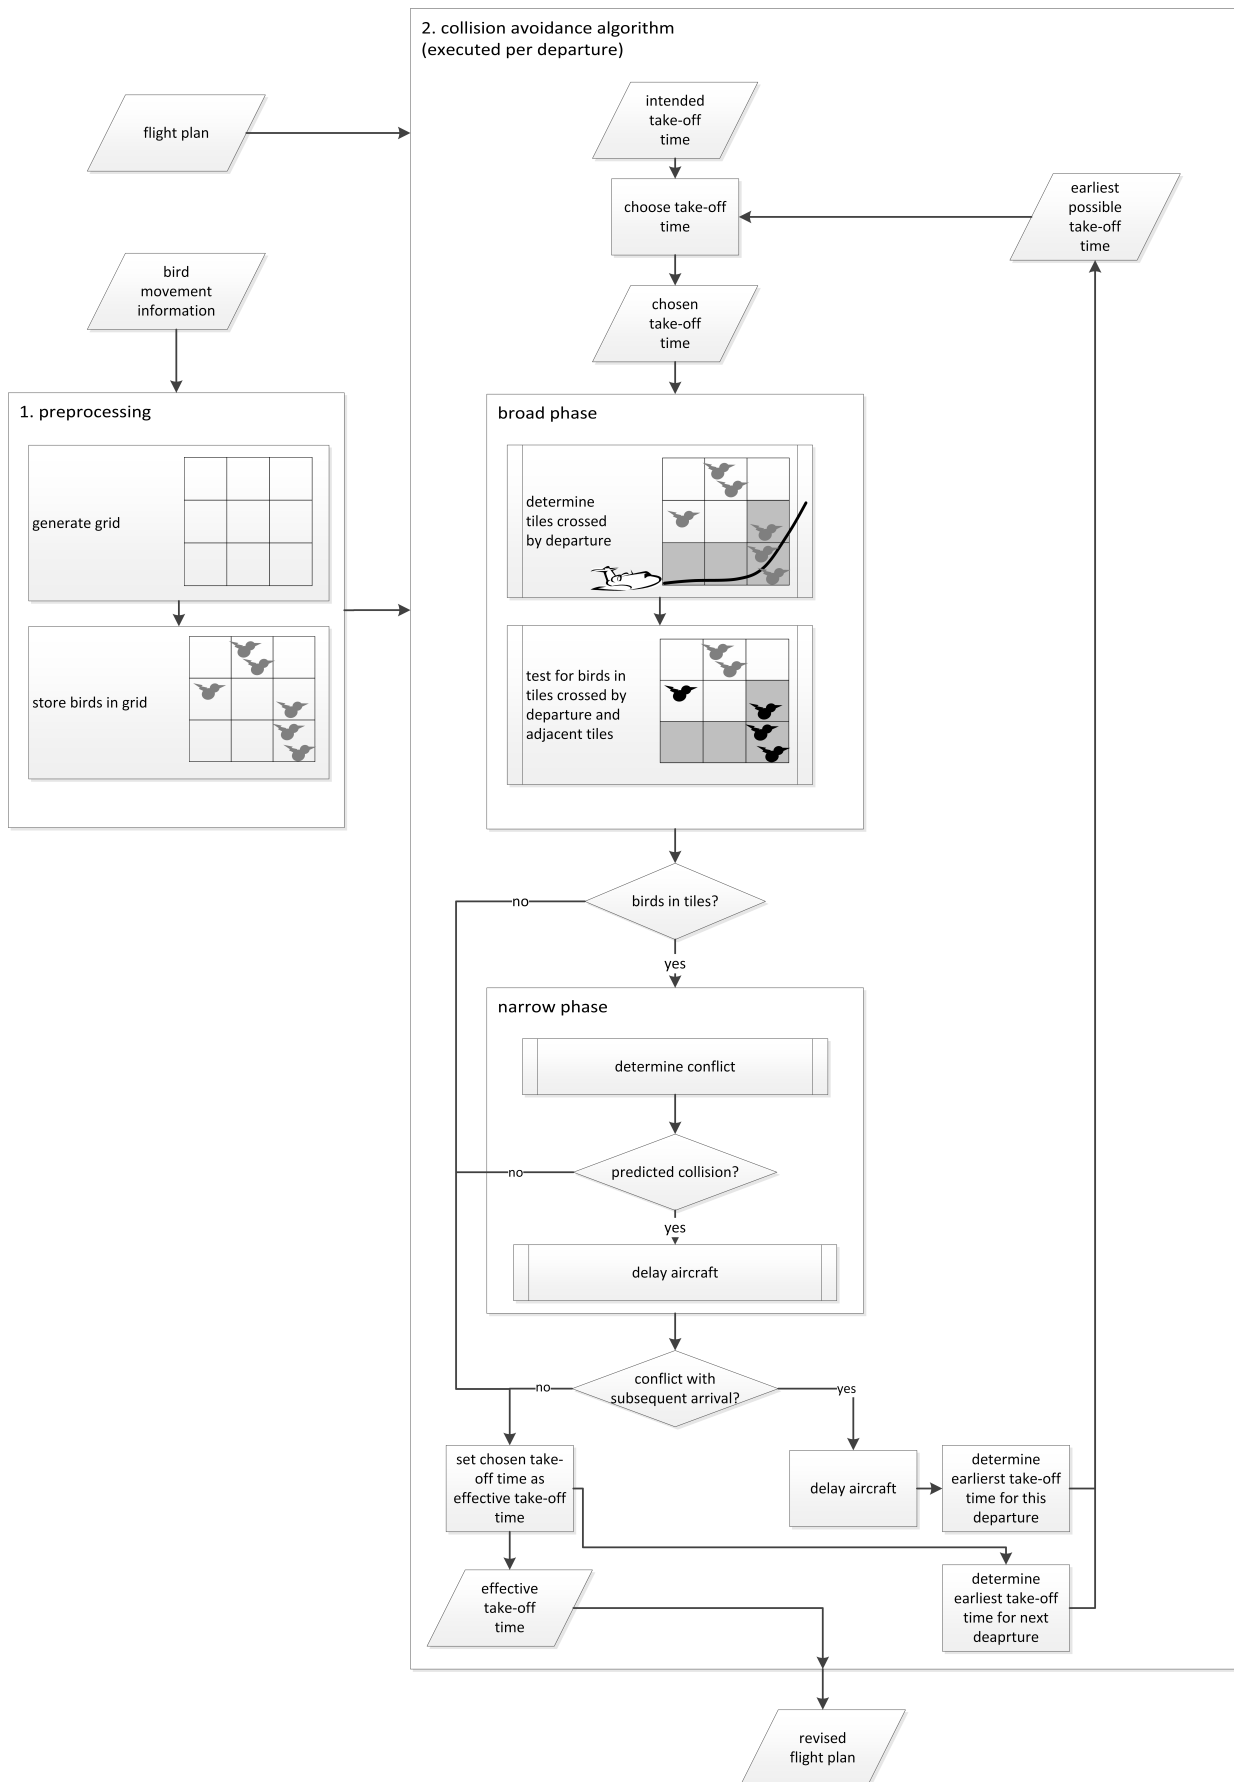 2. collision avoidance algorithm
(executed per departure)
flight plan
intended
take-off
time
choose take-off
time
earliest
possible
take-off
time
bird
movement
information
chosen
take-off
time
1. preprocessing
generate grid
store birds in grid
broad phase
determine
tiles crossed
by departure
test for birds in
tiles crossed by
departure and
adjacent tiles
birds in tiles?
no
yes
narrow phase
determine conflict
predicted collision?
no
yes
delay aircraft
conflict with
subsequent arrival?
no
yes
set chosen take-
off time as
effective take-off
time
delay aircraft
determine
earlierst take-off
time for this
departure
effective
take-off
time
determine
earliest take-off
time for next
deaprture
revised
flight plan